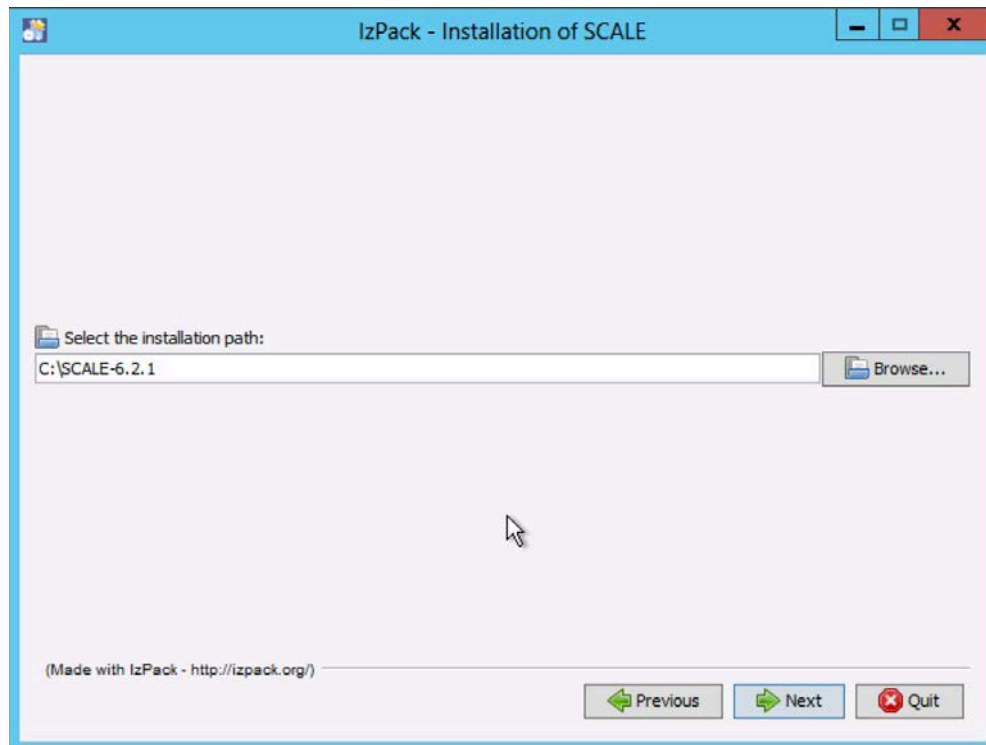 IzPack - Installation of SCALE
Select the installation path:
C:\SCALE-6.2.1
Browse...
(Made with IzPack - http://izpack.org/)
Previous
Next
Quit